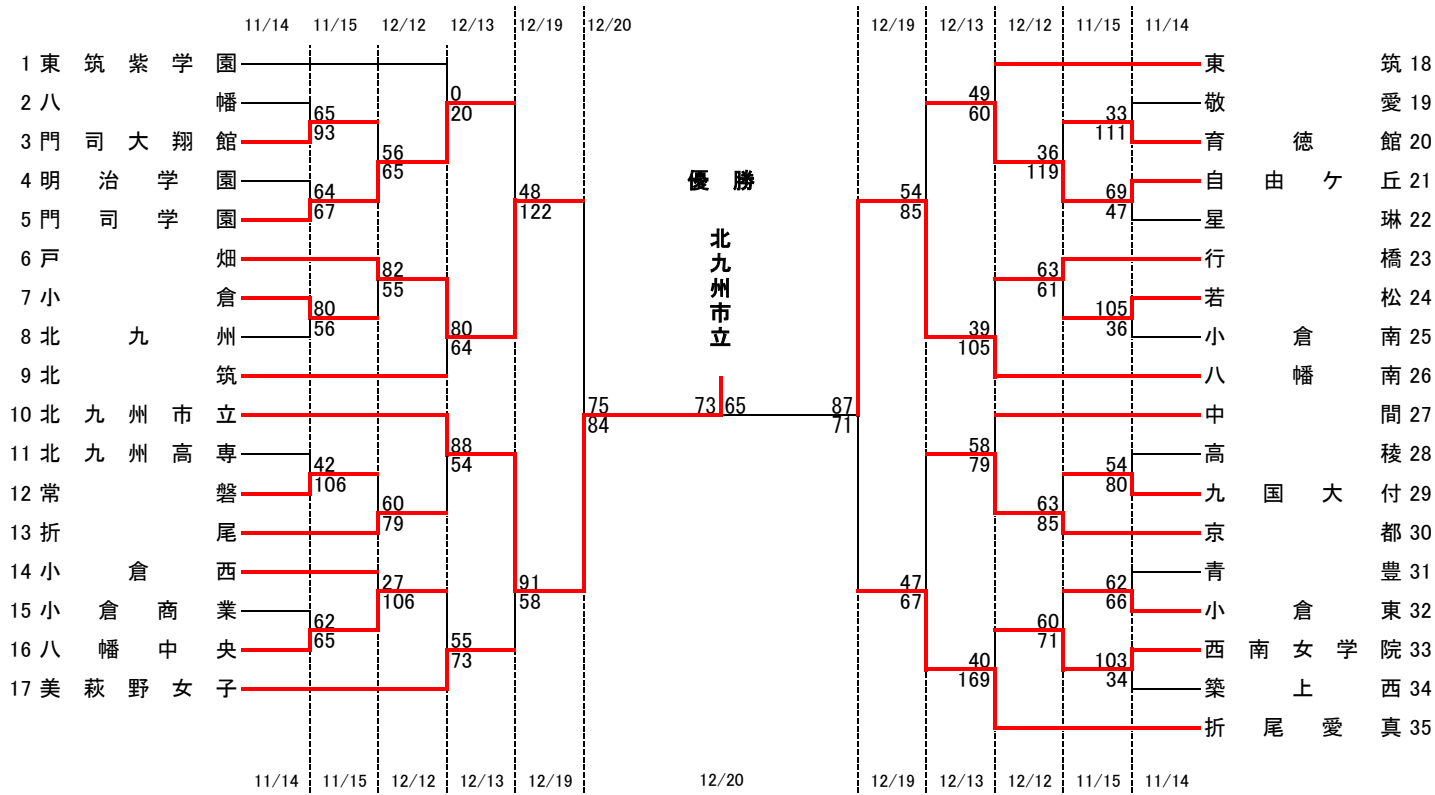 11/14 11/15 12/12 12/13 12/19 12/20 12/19 12/13 12/12 11/15 11/14
1 東筑紫学園 東筑 18
2 八幡 0 49 敬愛 19
65 20 60 33
93 111
3 門司大翔館 育徳館 20
56 36
65 119
4 明治学園 優勝 自由ケ丘 21
64 48 54 69
67 122 85 47
5 門司学園 星琳 22
北九州市立
6 戸畑 行橋 23
82 63
55 61
7 小倉 若松 24
80 105
56 36
8 北九州 80 39 小倉南 25
64 105
9 北筑 八幡南 26
10 北九州市立 75 73 65 87 中間 27
84 71
11 北九州高専 88 58 高稜 28
42 54 79 54
106 80
12 常磐 九国大付 29
60 63
79 85
13 折尾 京都 30
14 小倉西 青豊 31
27 91 47 62
106 58 67 66
15 小倉商業 小倉東 32
62 60
65 71
16 八幡中央 55 西南女学院 33
73 40 103
169 34
17 美萩野女子 築上西 34
折尾愛真 35
11/14 11/15 12/12 12/13 12/19 12/20 12/19 12/13 12/12 11/15 11/14